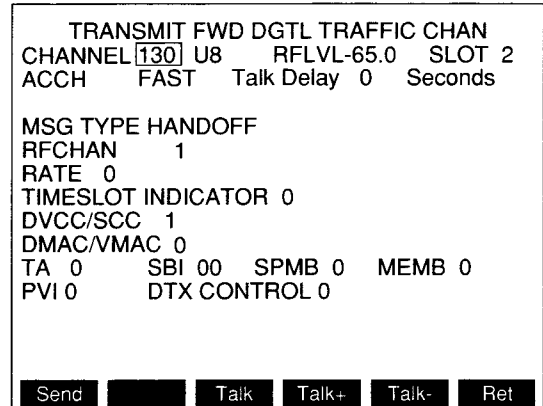 TRANSMIT FWD DGTL TRAFFIC CHAN
CHANNEL 130 U8 RFLVL-65.0 SLOT 2
ACCH FAST Talk Delay 0 Seconds
MSG TYPE HANDOFF
RFCHAN 1
RATE 0
TIMESLOT INDICATOR 0
DVCC/SCC 1
DMAC/VMAC 0
TA 0 SBI 00 SPMB 0 MEMB 0
PVI 0 DTX CONTROL 0
Send Talk Talk+ Talk- Ret